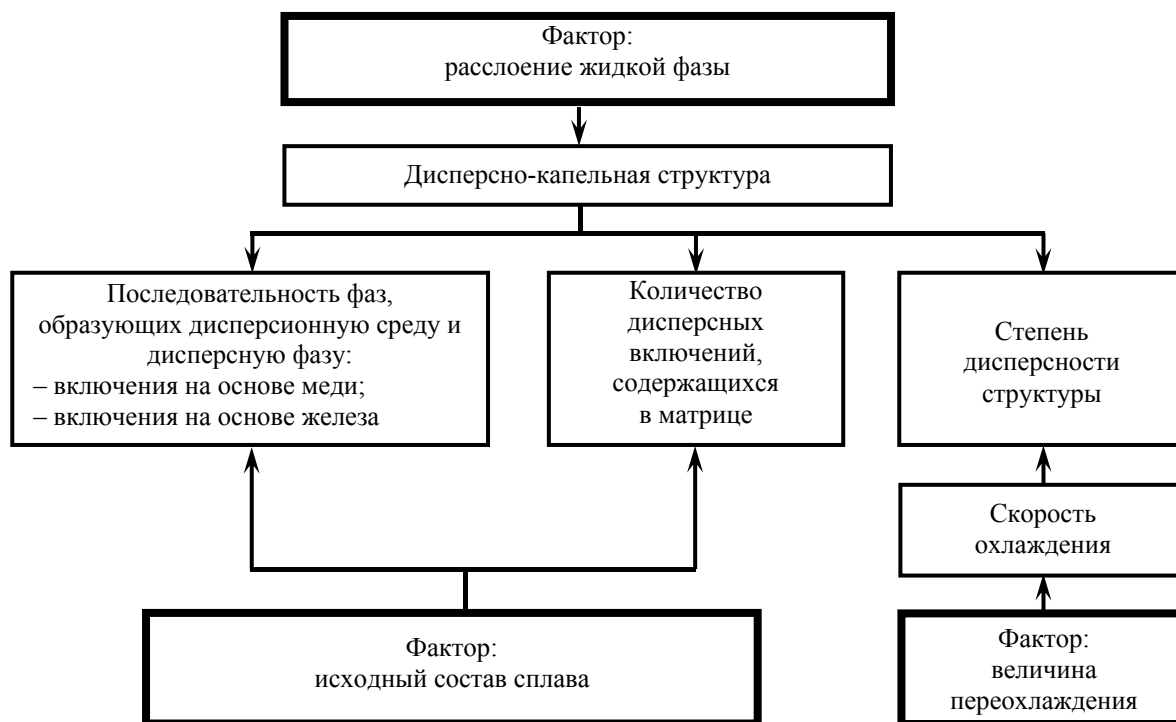 Фактор:
расслоение жидкой фазы
Дисперсно-капельная структура
Последовательность фаз,
образующих дисперсионную среду и
дисперсную фазу:
– включения на основе меди;
– включения на основе железа
Количество
дисперсных
включений,
содержащихся
в матрице
Степень
дисперсности
структуры
Скорость
охлаждения
Фактор:
исходный состав сплава
Фактор:
величина
переохлаждения